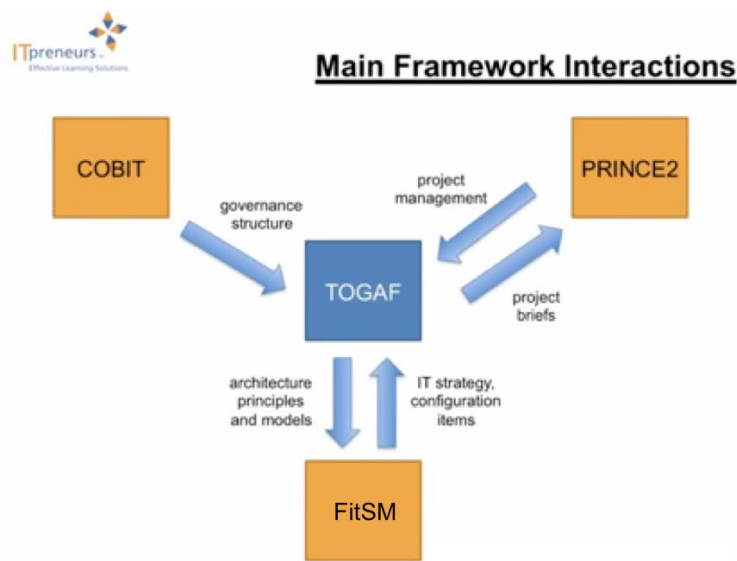 ITpreneurs
Effective Learning Solutions
Main Framework Interactions
COBIT
PRINCE2
governance
structure
project
management
TOGAF
project
briefs
architecture
principles
and models
IT strategy,
configuration
items
FitSM